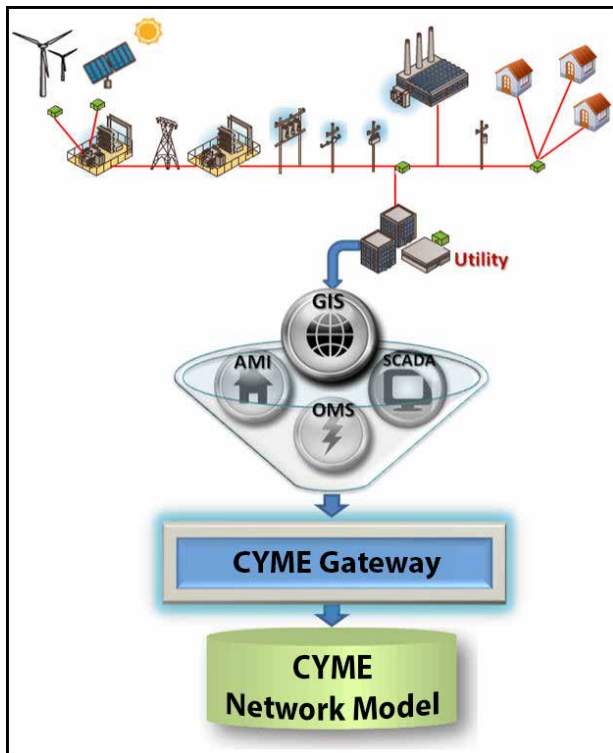 Utility
GIS
AMI
SCADA
OMS
CYME Gateway
CYME
Network Model